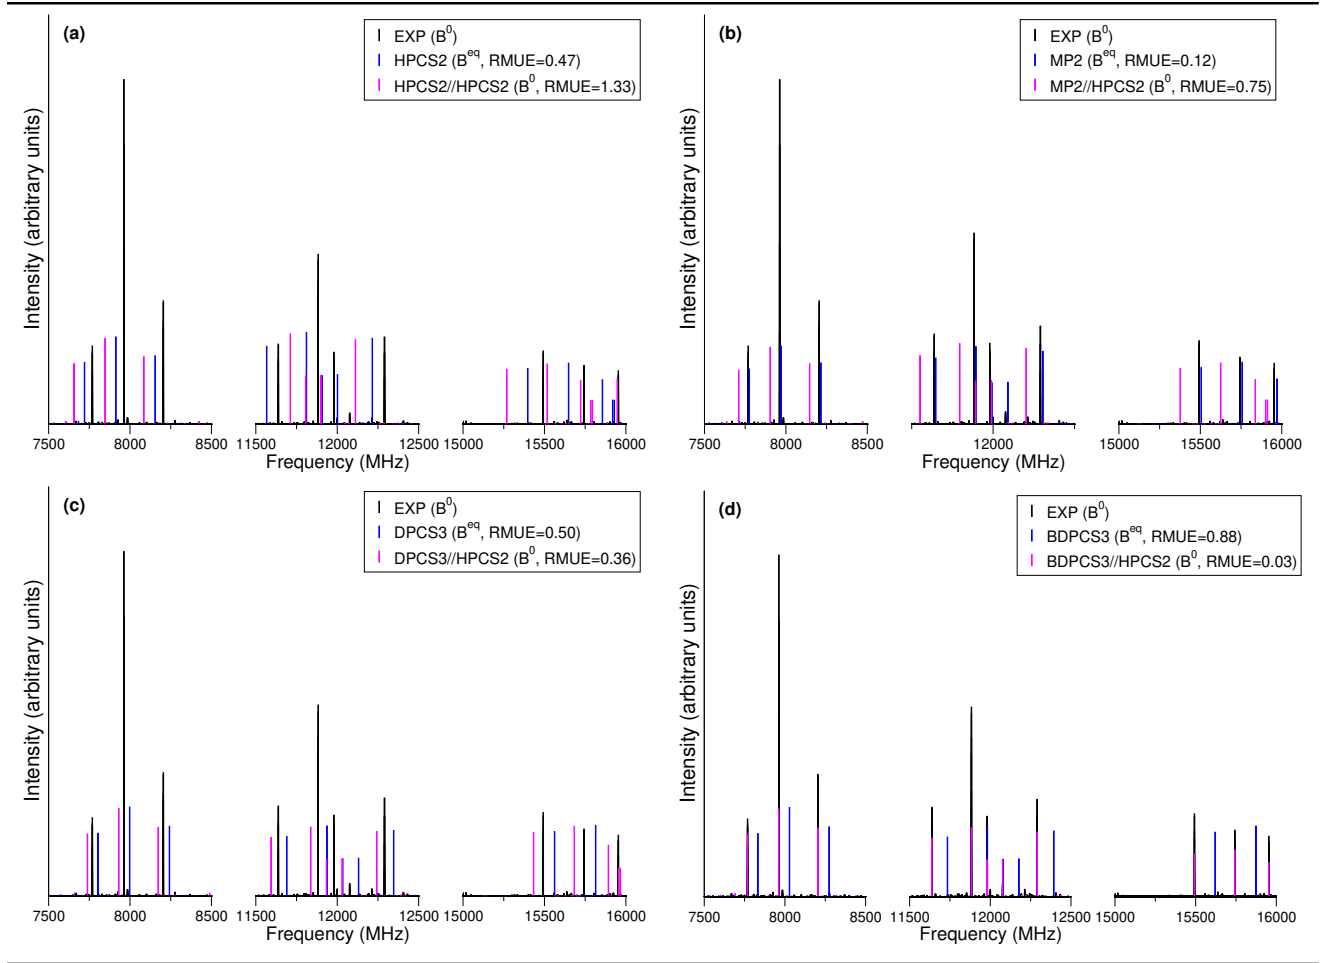 (a)
EXP (B0)
HPCS2 (Beq, RMUE=0.47)
HPCS2//HPCS2 (B0, RMUE=1.33)
Intensity (arbitrary units)
7500 8000 8500 11500 12000 12500 15000 15500 16000
Frequency (MHz)
(b)
EXP (B0)
MP2 (Beq, RMUE=0.12)
MP2//HPCS2 (B0, RMUE=0.75)
Intensity (arbitrary units)
7500 8000 8500 12000 15000 15500 16000
Frequency (MHz)
(c)
EXP (B0)
DPCS3 (Beq, RMUE=0.50)
DPCS3//HPCS2 (B0, RMUE=0.36)
Intensity (arbitrary units)
7500 8000 8500 11500 12000 12500 15000 15500 16000
Frequency (MHz)
(d)
EXP (B0)
BDPCS3 (Beq, RMUE=0.88)
BDPCS3//HPCS2 (B0, RMUE=0.03)
Intensity (arbitrary units)
7500 8000 8500 11500 12000 12500 15000 15500 16000
Frequency (MHz)